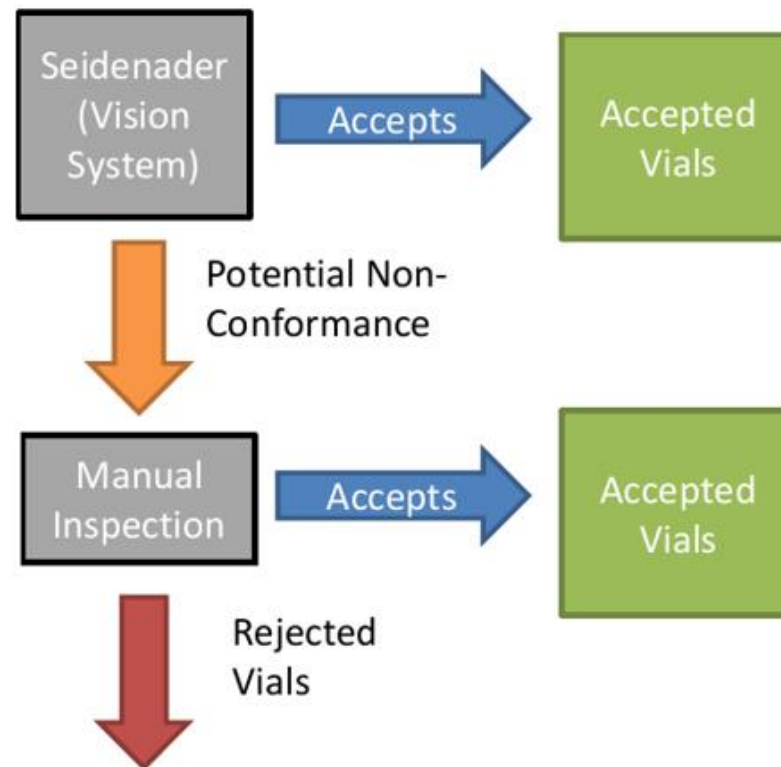 Seidenader
(Vision
System)
Accepts
Accepted
Vials
Potential Non-
Conformance
Manual
Inspection
Accepts
Accepted
Vials
Rejected
Vials